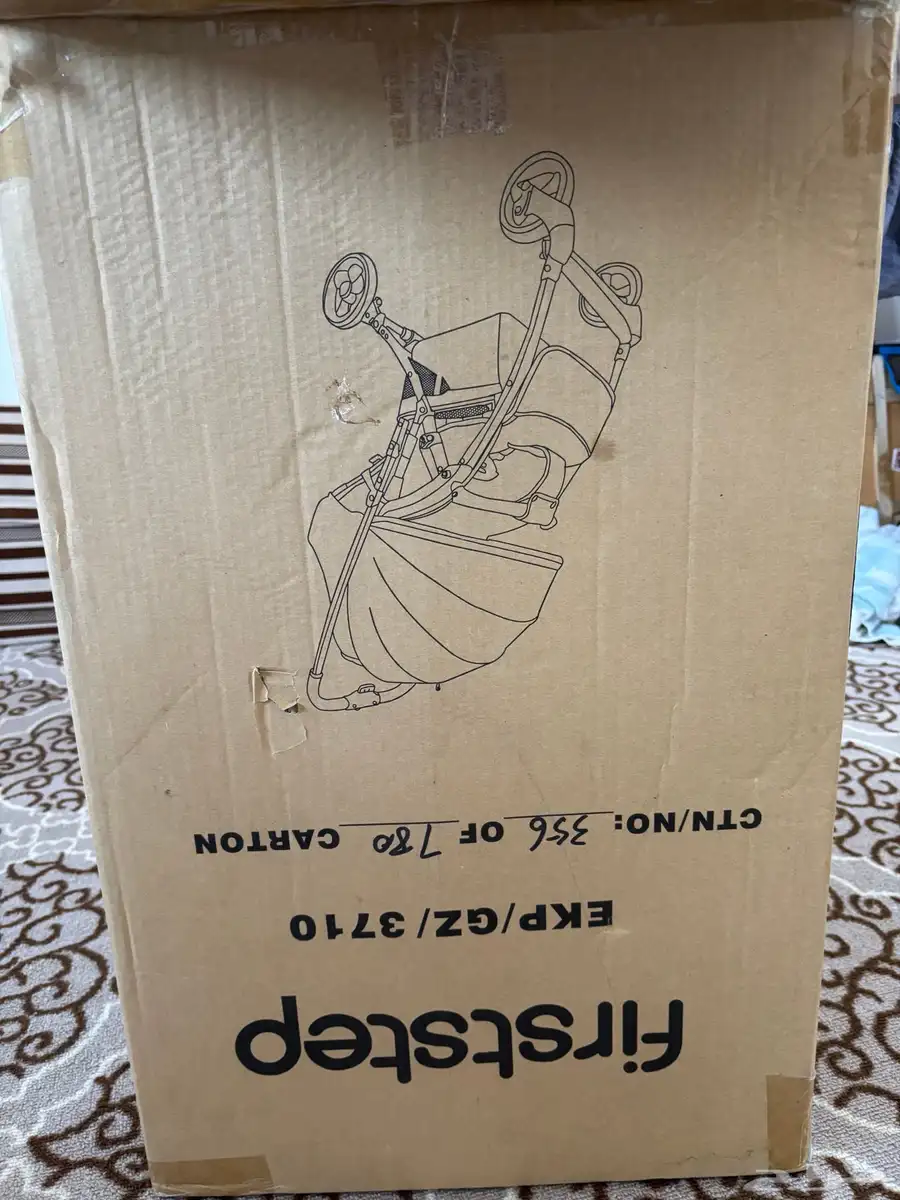 firststep
EKP/GZ/3710
CTN/NO: 356 OF 780 CARTON